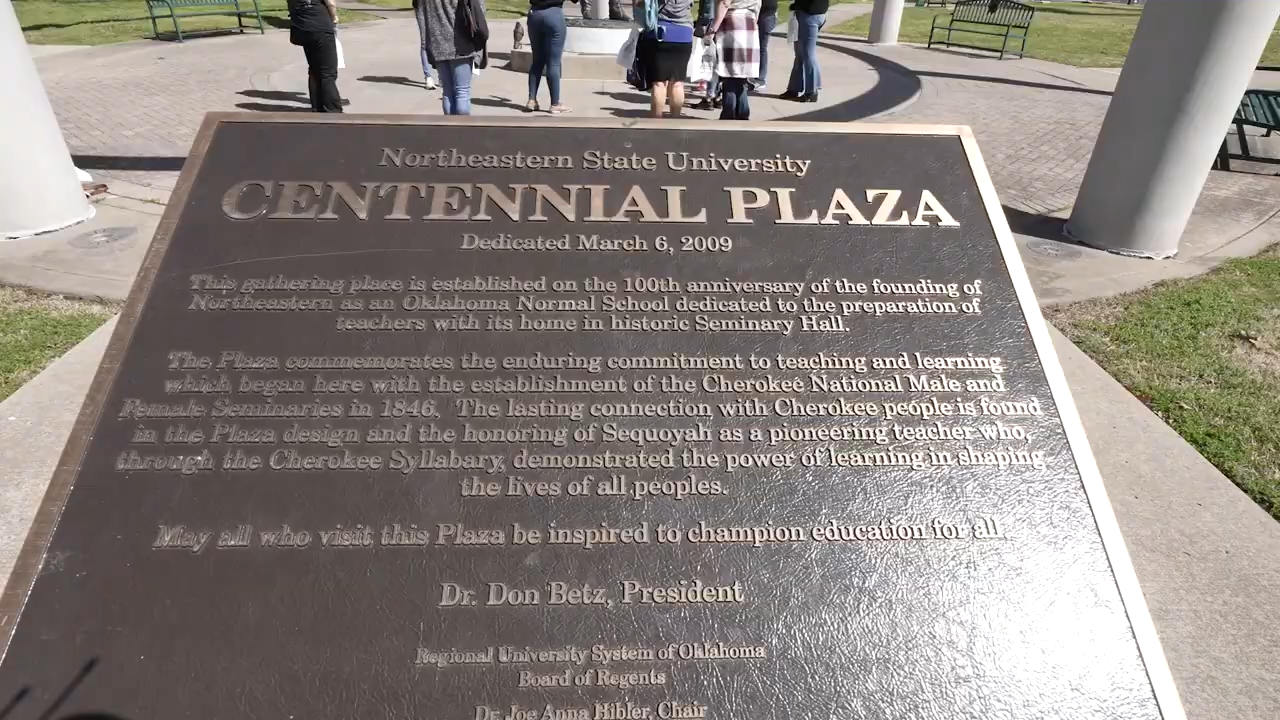 Northeastern State University
CENTENNIAL PLAZA
Dedicated March 6, 2009
This gathering place is established on the 100th anniversary of the founding of
Northeastern as an Oklahoma Normal School dedicated to the preparation of
teachers with its home in historic Seminary Hall.
The Plaza commemorates the enduring commitment to teaching and learning
which began here with the establishment of the Cherokee National Male and
Female Seminaries in 1846. The lasting connection with Cherokee people is found
in the Plaza design and the honoring of Sequoyah as a pioneering teacher who,
through the Cherokee Syllabary, demonstrated the power of learning in shaping
the lives of all peoples.
May all who visit this Plaza be inspired to champion education for all.
Dr. Don Betz, President
Regional University System of Oklahoma
Board of Regents
Dr. Joe Anna Hibler, Chair